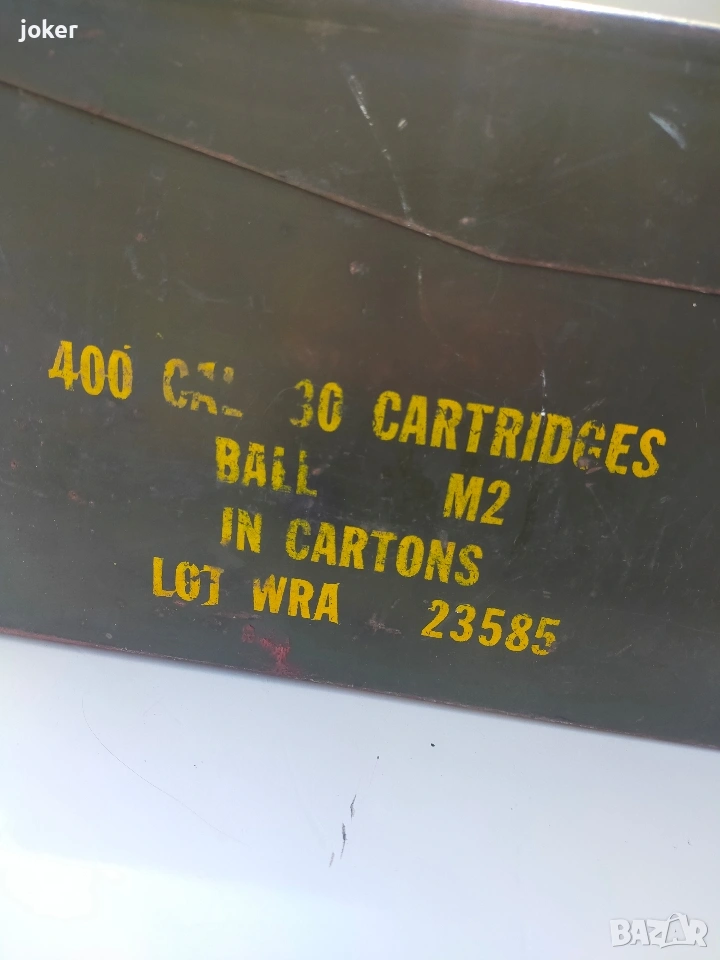 joker
400 CAL 30 CARTRIDGES
BALL M2
IN CARTONS
LOT WRA 23585
BAZAR